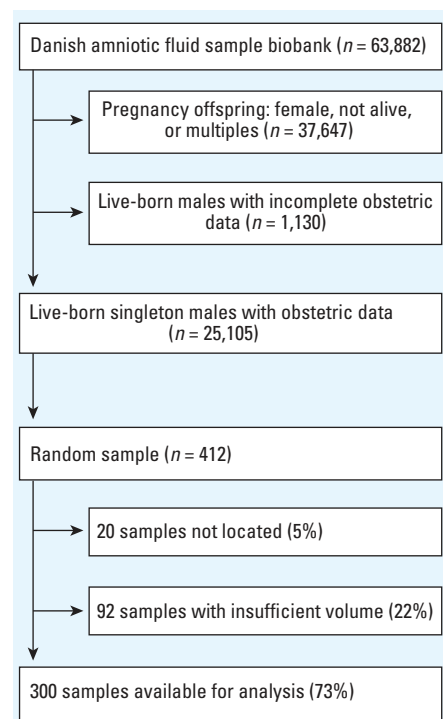 Danish amniotic fluid sample biobank (n = 63,882)
Pregnancy offspring: female, not alive,
or multiples (n = 37,647)
Live-born males with incomplete obstetric
data (n = 1,130)
Live-born singleton males with obstetric data
(n = 25,105)
Random sample (n = 412)
20 samples not located (5%)
92 samples with insufficient volume (22%)
300 samples available for analysis (73%)